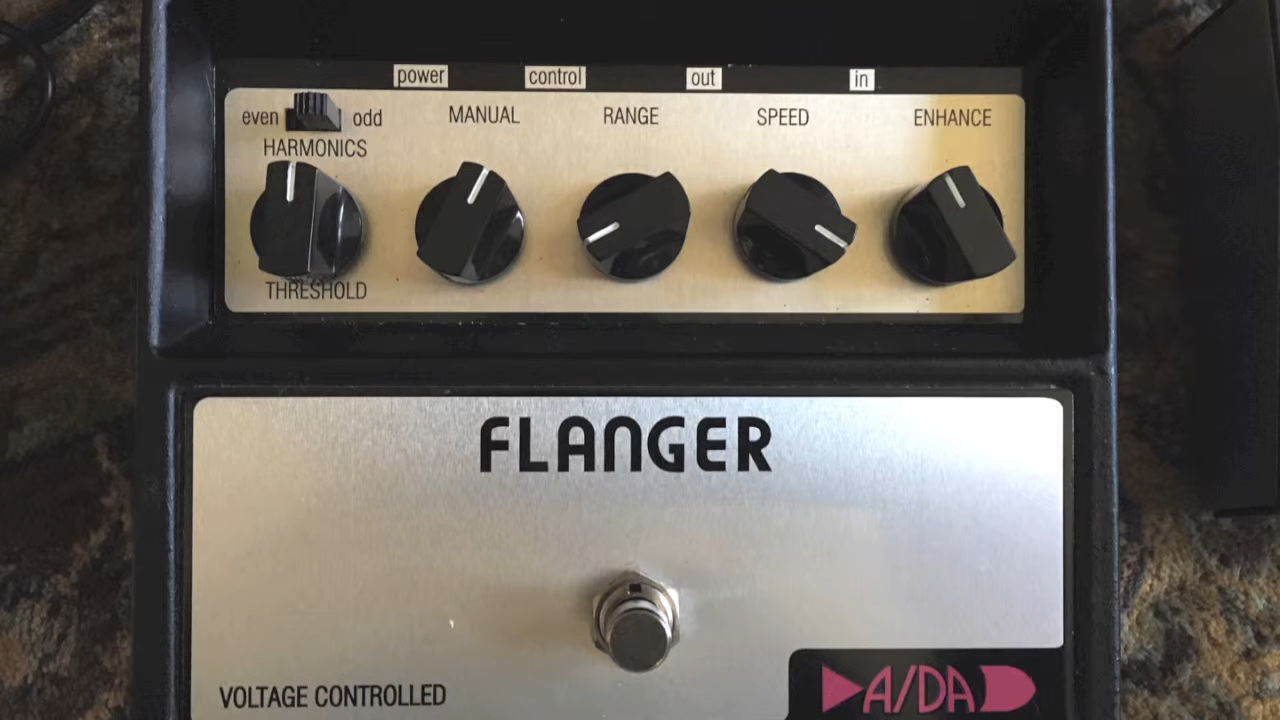 power control out in
even odd MANUAL RANGE SPEED ENHANCE
HARMONICS
THRESHOLD
FLANGER
VOLTAGE CONTROLLED
A/DA